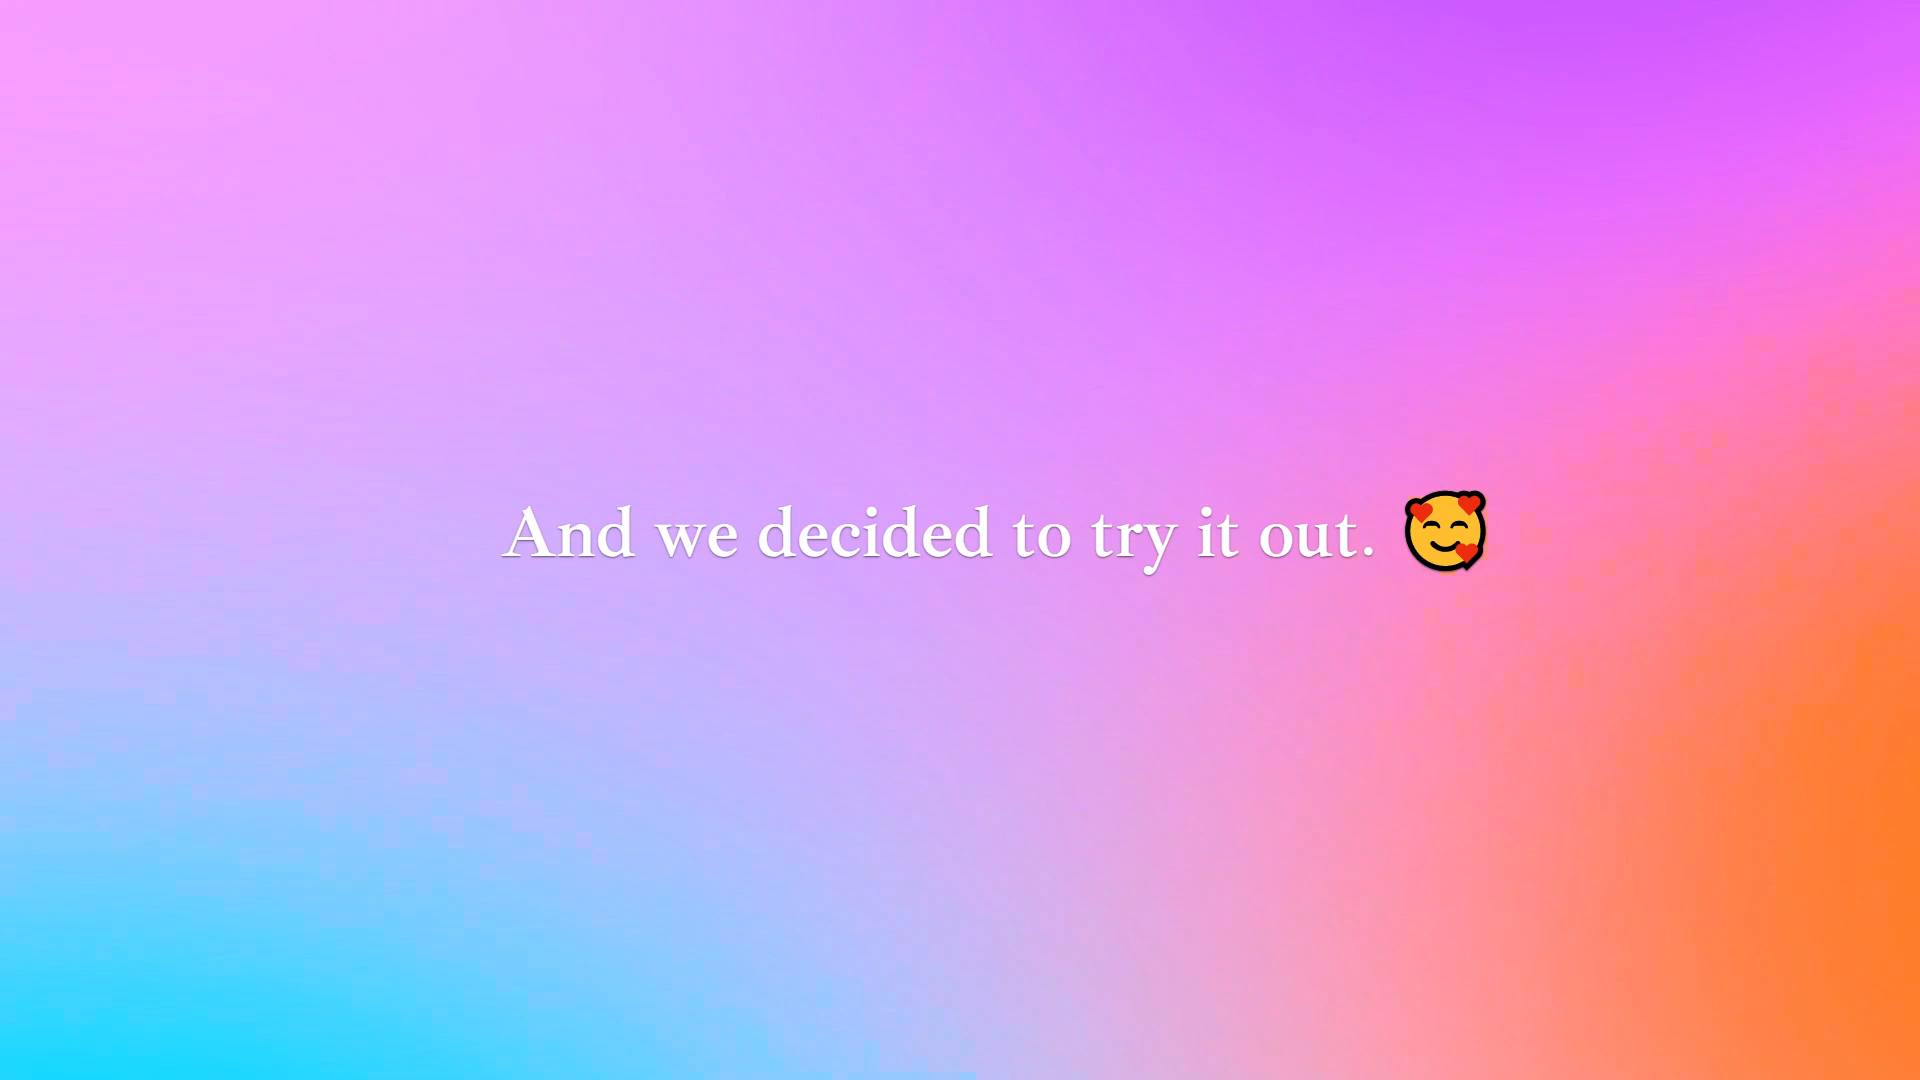 And we decided to try it out. 🥰